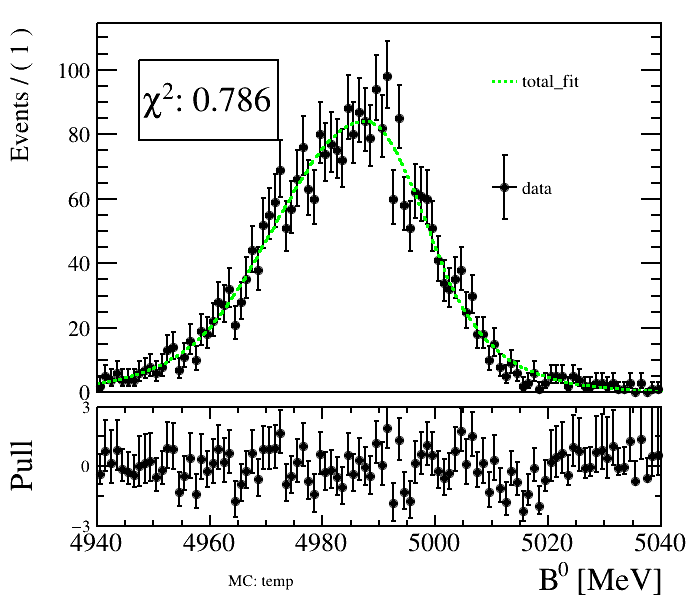 Events / ( 1 )
100
80
60
40
20
0
χ²: 0.786
total_fit
data
Pull
3
0
−3
4940 4960 4980 5000 5020 5040
MC: temp
B⁰ [MeV]